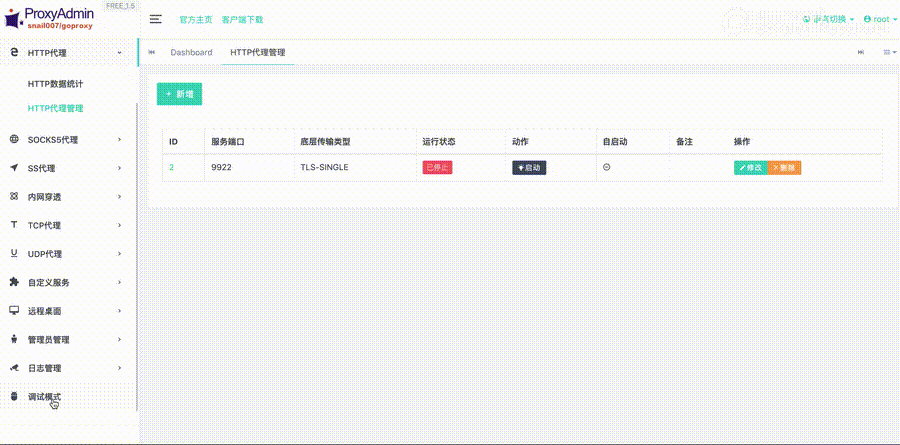 ProxyAdmin
snail007/goproxy
FREE_1.5
官方主页 客户端下载
root
HTTP代理
HTTP数据统计
HTTP代理管理
SOCKS5代理
SS代理
内网穿透
TCP代理
UDP代理
自定义服务
远程桌面
管理员管理
日志管理
调试模式
Dashboard HTTP代理管理
+ 新增
ID 服务端口 底层传输类型 运行状态 动作 自启动 备注 操作
2 9922 TLS-SINGLE 已停止 启动 修改 删除